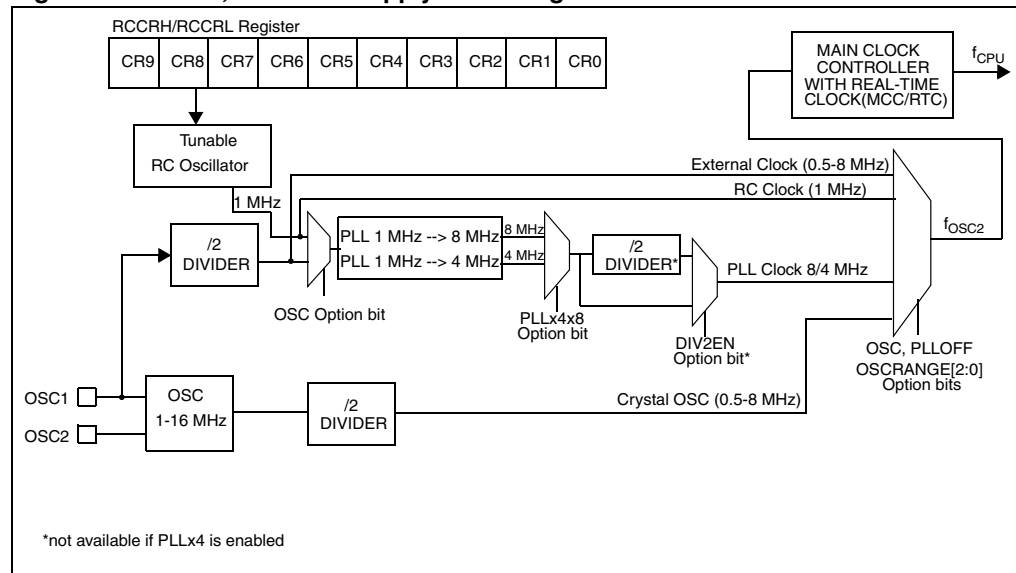 RCCRH/RCCRL Register
CR9 CR8 CR7 CR6 CR5 CR4 CR3 CR2 CR1 CR0
MAIN CLOCK
CONTROLLER
WITH REAL-TIME
CLOCK(MCC/RTC)
fCPU
Tunable
RC Oscillator
1 MHz
External Clock (0.5-8 MHz)
RC Clock (1 MHz)
/2
DIVIDER
PLL 1 MHz --> 8 MHz
PLL 1 MHz --> 4 MHz
8 MHz
4 MHz
/2
DIVIDER*
fOSC2
PLL Clock 8/4 MHz
OSC Option bit
PLLx4x8
Option bit
DIV2EN
Option bit*
OSC, PLLOFF
OSCRANGE[2:0]
Option bits
OSC1
OSC2
OSC
1-16 MHz
/2
DIVIDER
Crystal OSC (0.5-8 MHz)
*not available if PLLx4 is enabled